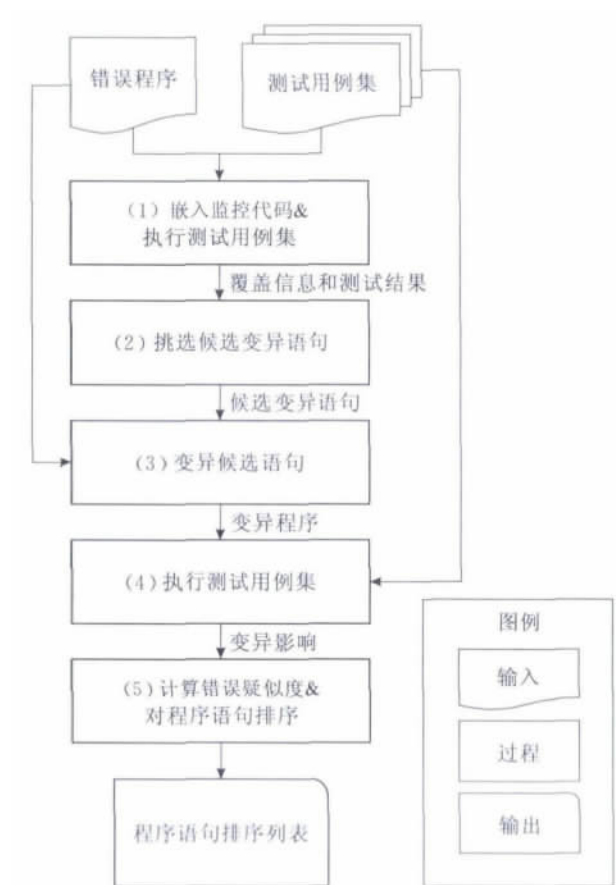 错误程序
测试用例集
(1) 嵌入监控代码&
执行测试用例集
覆盖信息和测试结果
(2) 挑选候选变异语句
候选变异语句
(3) 变异候选语句
变异程序
(4) 执行测试用例集
变异影响
(5) 计算错误疑似度&
对程序语句排序
程序语句排序列表
图例
输入
过程
输出